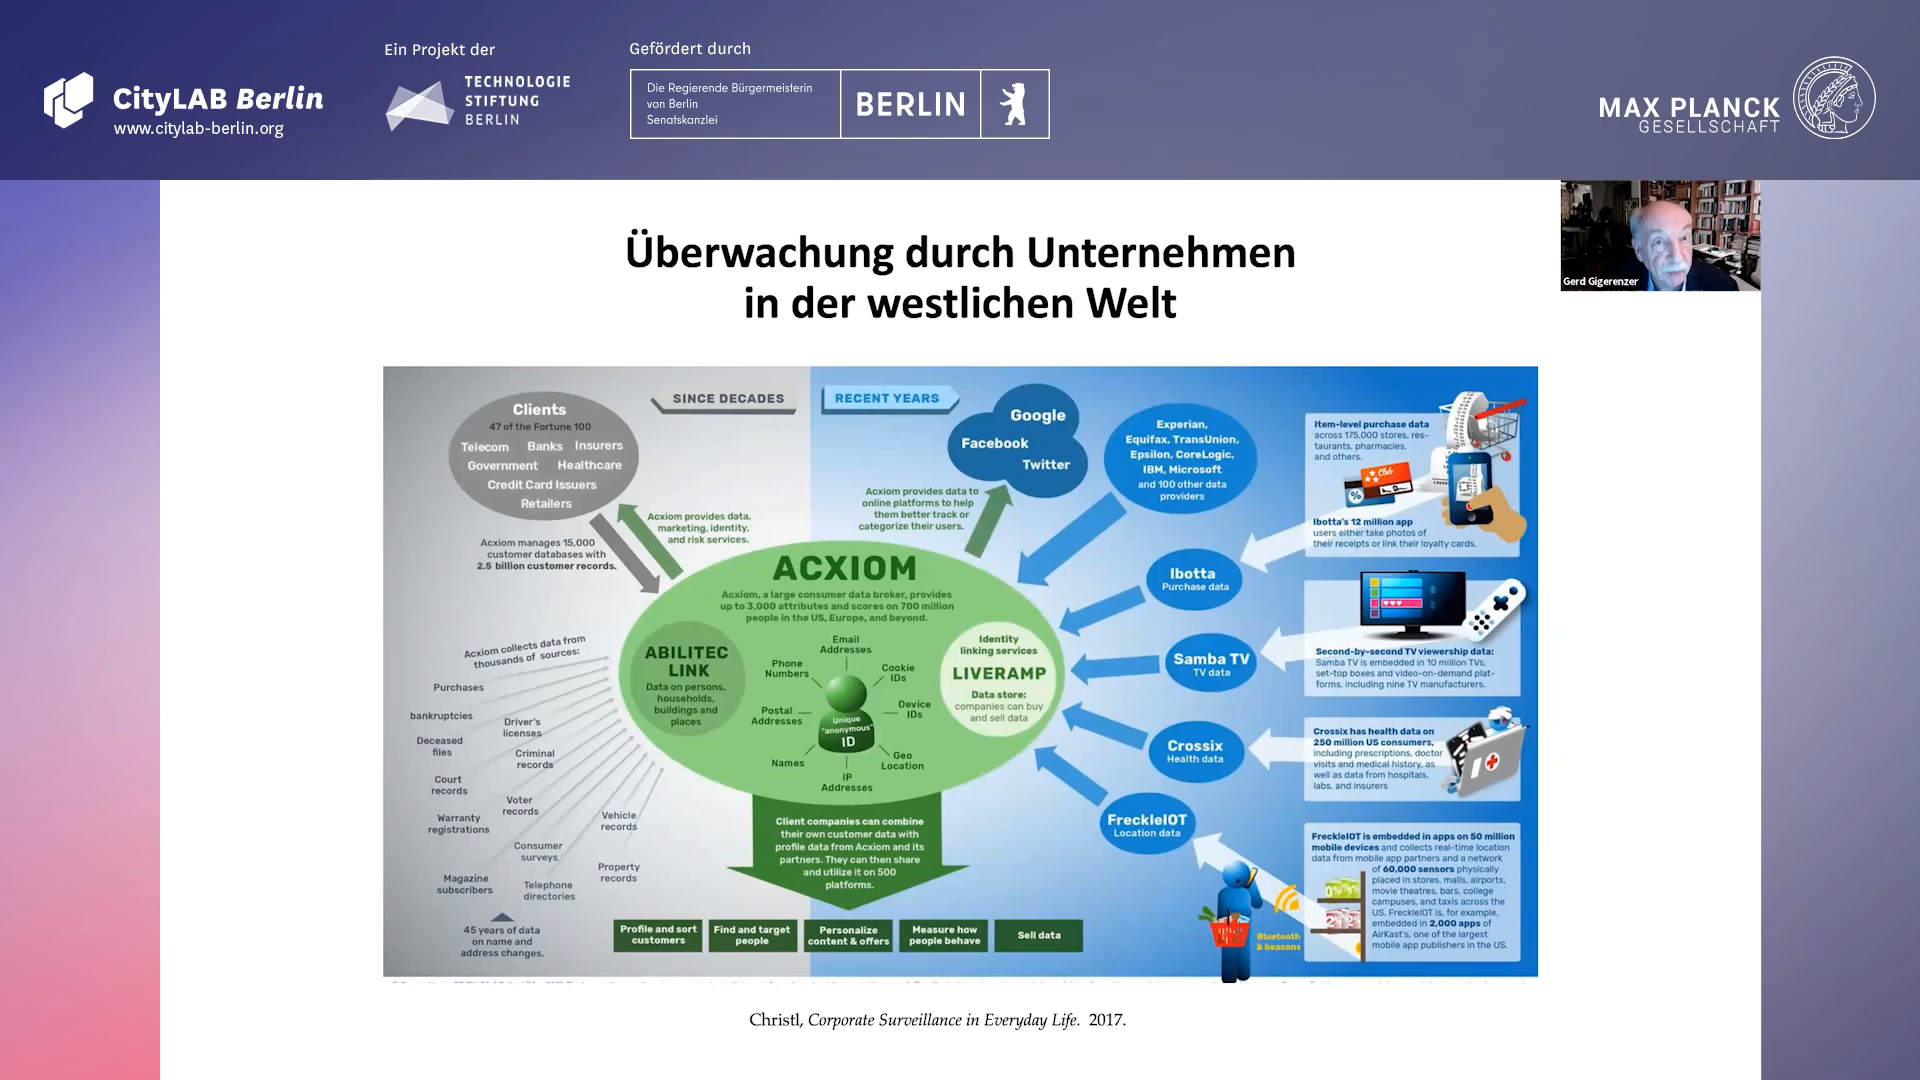 Ein Projekt der
Gefördert durch
CityLAB Berlin
www.citylab-berlin.org
TECHNOLOGIE
STIFTUNG
BERLIN
Die Regierende Bürgermeisterin
von Berlin
Senatskanzlei
BERLIN
MAX PLANCK
GESELLSCHAFT
Überwachung durch Unternehmen
in der westlichen Welt
Gerd Gigerenzer
SINCE DECADES
RECENT YEARS
Clients
47 of the Fortune 100
Telecom Banks Insurers
Government Healthcare
Credit Card Issuers
Retailers
Acxiom provides data,
marketing, identity,
and risk services.
Acxiom manages 15,000
customer databases with
2.5 billion customer records.
Google
Facebook
Twitter
Acxiom provides data to
online platforms to help
them better track or
categorize their users.
Experian,
Equifax, TransUnion,
Epsilon, CoreLogic,
IBM, Microsoft
and 100 other data
providers
Item-level purchase data
across 175,000 stores, res-
taurants, pharmacies,
and others.
Club
%
Ibotta's 12 million app
users either take photos of
their receipts or link their loyalty cards.
ACXIOM
Acxiom, a large consumer data broker, provides
up to 3,000 attributes and scores on 700 million
people in the US, Europe, and beyond.
ABILITEC
LINK
Data on persons,
households,
buildings and
places
Email
Addresses
Phone
Numbers
Cookie
IDs
Postal
Addresses
Device
IDs
Unique
"anonymous"
ID
Names
Geo
Location
IP
Addresses
Identity
linking services
LIVERAMP
Data store:
companies can buy
and sell data
Ibotta
Purchase data
Samba TV
TV data
Crossix
Health data
FreckleIOT
Location data
Second-by-second TV viewership data:
Samba TV is embedded in 10 million TVs,
set-top boxes and video-on-demand plat-
forms, including nine TV manufacturers.
Crossix has health data on
250 million US consumers,
including prescriptions, doctor
visits and medical history, as
well as data from hospitals,
labs, and insurers
FreckleIOT is embedded in apps on 50 million
mobile devices and collects real-time location
data from mobile app partners and a network
of 60,000 sensors physically
placed in stores, malls, airports,
movie theatres, bars, college
campuses, and taxis across the
US. FreckleIOT is, for example,
embedded in 2,000 apps of
AirKast's, one of the largest
mobile app publishers in the US.
Bluetooth
& beacons
Acxiom collects data from
thousands of sources:
Purchases
bankruptcies
Driver's
licenses
Deceased
files
Criminal
records
Court
records
Voter
records
Warranty
registrations
Vehicle
records
Consumer
surveys
Property
records
Magazine
subscribers
Telephone
directories
45 years of data
on name and
address changes.
Client companies can combine
their own customer data with
profile data from Acxiom and its
partners. They can then share
and utilize it on 500
platforms.
Profile and sort
customers
Find and target
people
Personalize
content & offers
Measure how
people behave
Sell data
Christl, Corporate Surveillance in Everyday Life. 2017.